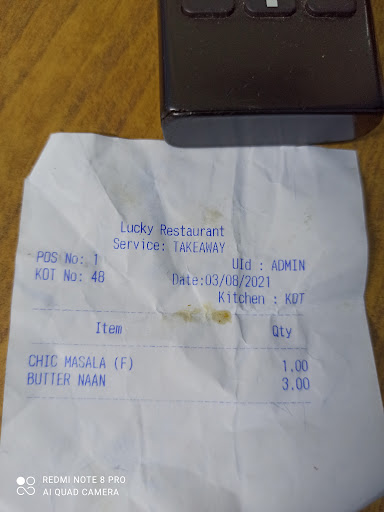 Lucky Restaurant
Service: TAKEAWAY
POS No: 1 UId : ADMIN
KOT No: 48 Date:03/08/2021
Kitchen : KOT
Item Qty
CHIC MASALA (F) 1.00
BUTTER NAAN 3.00
REDMI NOTE 8 PRO
AI QUAD CAMERA